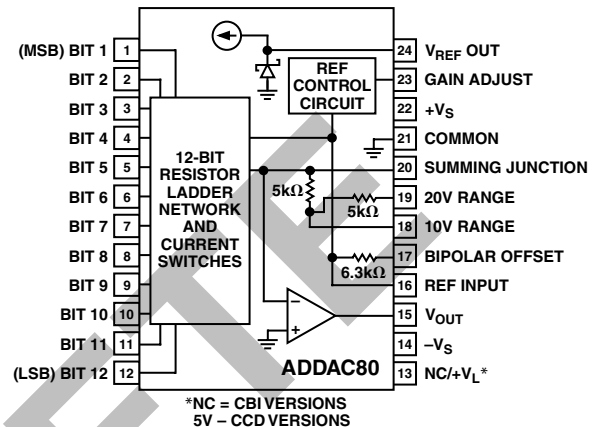 (MSB) BIT 1 1
BIT 2 2
BIT 3 3
BIT 4 4
BIT 5 5
BIT 6 6
BIT 7 7
BIT 8 8
BIT 9 9
BIT 10 10
BIT 11 11
(LSB) BIT 12 12
12-BIT
RESISTOR
LADDER
NETWORK
AND
CURRENT
SWITCHES
REF
CONTROL
CIRCUIT
5kΩ
5kΩ
6.3kΩ
–
+
ADDAC80
24 VREF OUT
23 GAIN ADJUST
22 +VS
21 COMMON
20 SUMMING JUNCTION
19 20V RANGE
18 10V RANGE
17 BIPOLAR OFFSET
16 REF INPUT
15 VOUT
14 –VS
13 NC/+VL*
*NC = CBI VERSIONS
5V – CCD VERSIONS